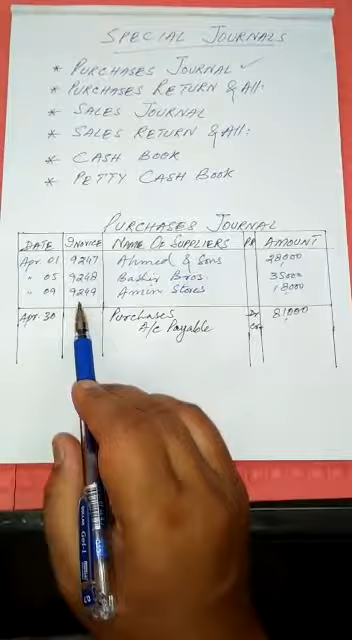 SPECIAL JOURNALS
* PURCHASES JOURNAL ✓
* PURCHASES RETURN & All:
* SALES JOURNAL
* SALES RETURN & All:
* CASH BOOK
* PETTY CASH BOOK
PURCHASES JOURNAL
DATE INVOICE NAME OF SUPPLIERS PR AMOUNT
Apr 01 9247 Ahmed & Sons 28000
" 05 9248 Bashir Bros. 35000
" 09 9249 Amin Stores 18000
Apr. 30 Purchases Dr 81000
A/c Payable Cr
Gel-1